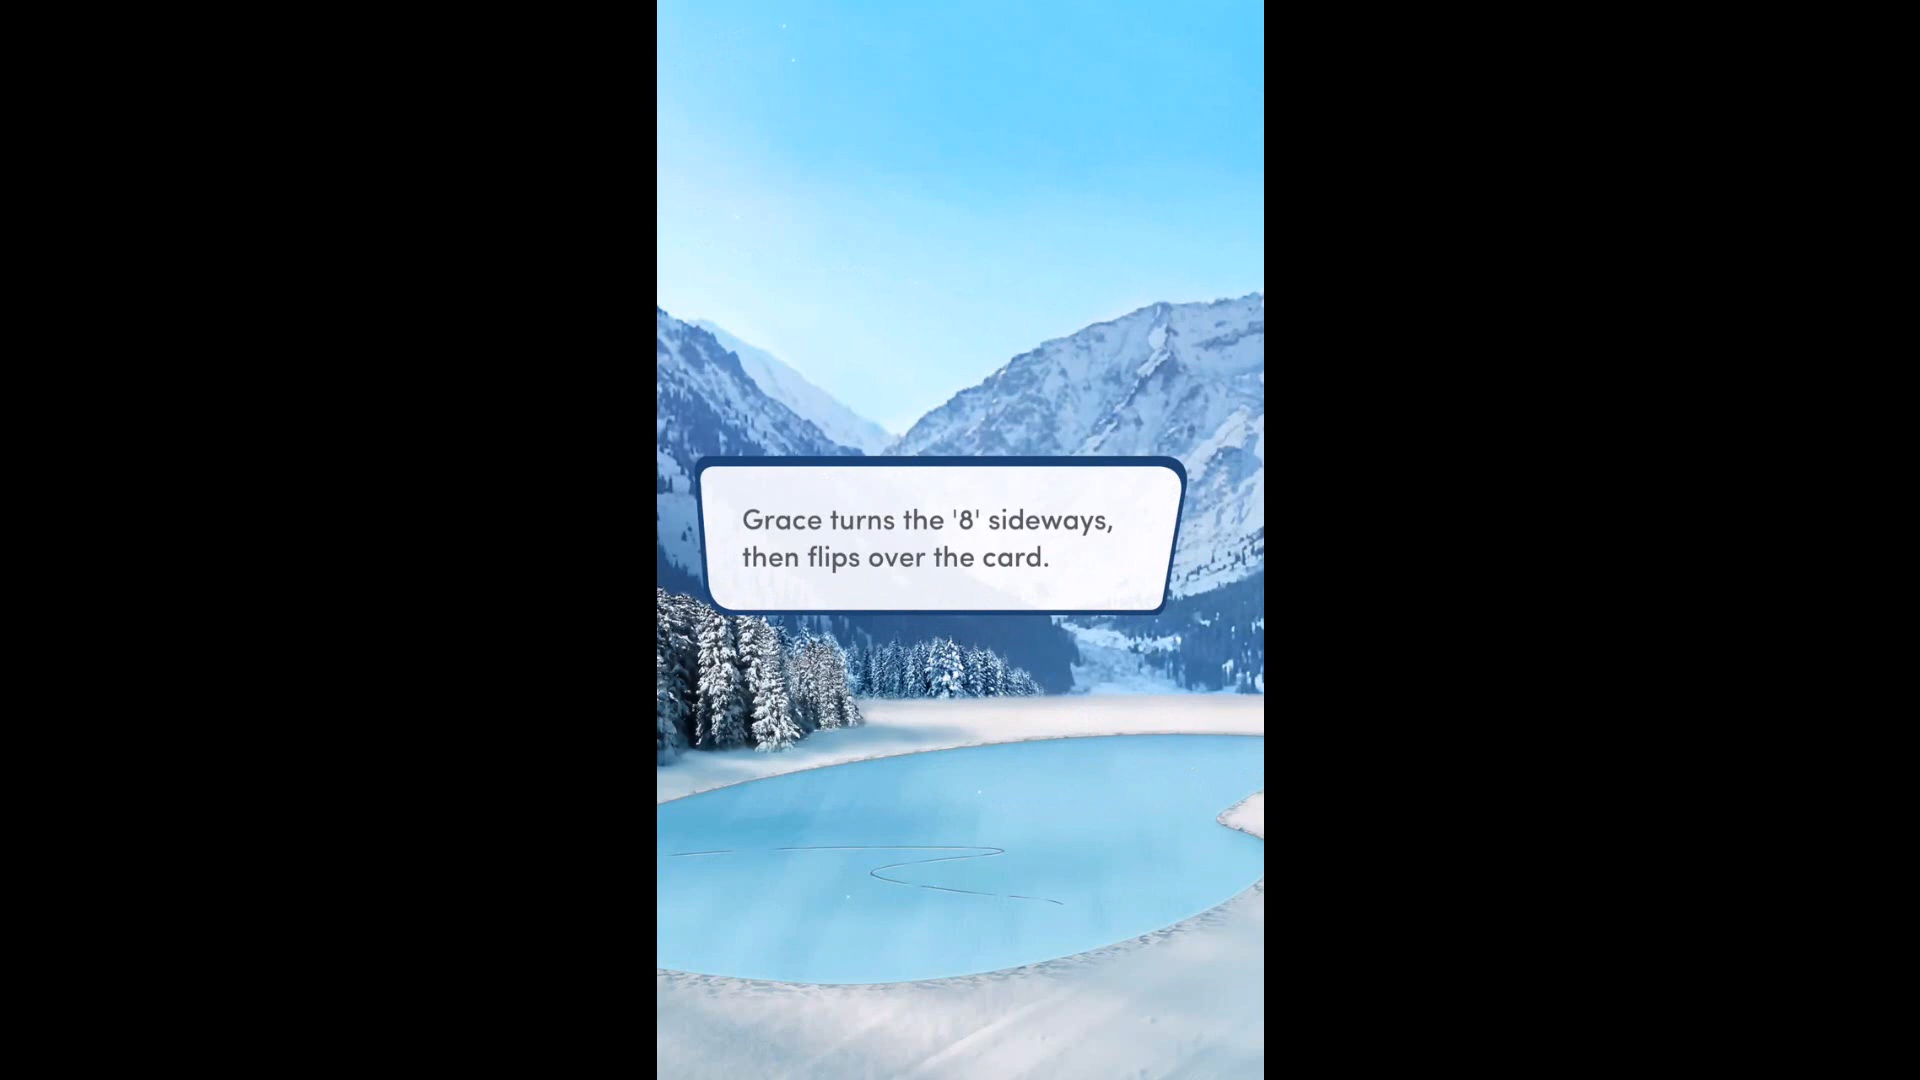 Grace turns the '8' sideways,
then flips over the card.